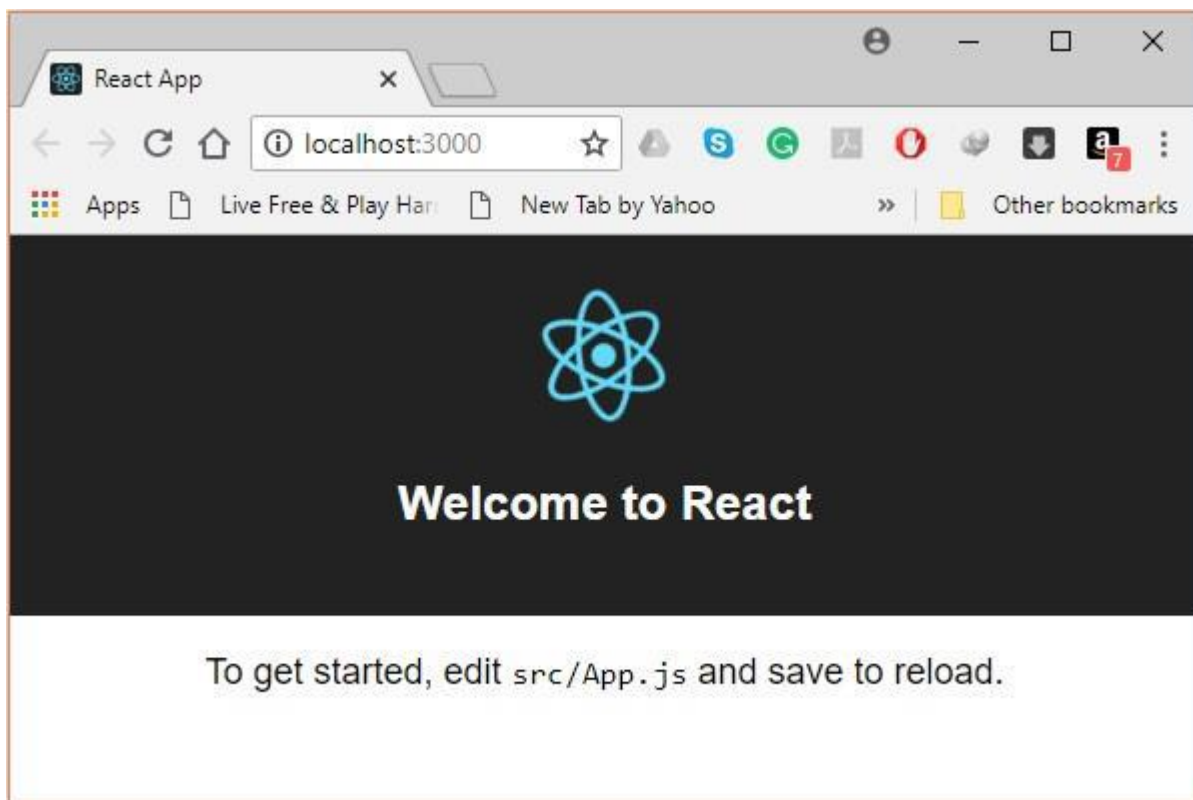 React App
localhost:3000
7
Apps Live Free & Play Har New Tab by Yahoo » Other bookmarks
Welcome to React
To get started, edit src/App.js and save to reload.